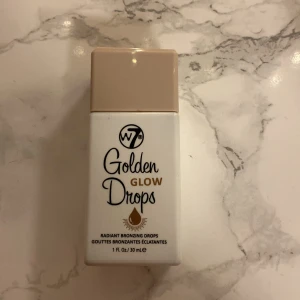 W7
Golden
GLOW
Drops
RADIANT BRONZING DROPS
GOUTTES BRONZANTES ÉCLATANTES
1 Fl. Oz./ 30 mL ℮